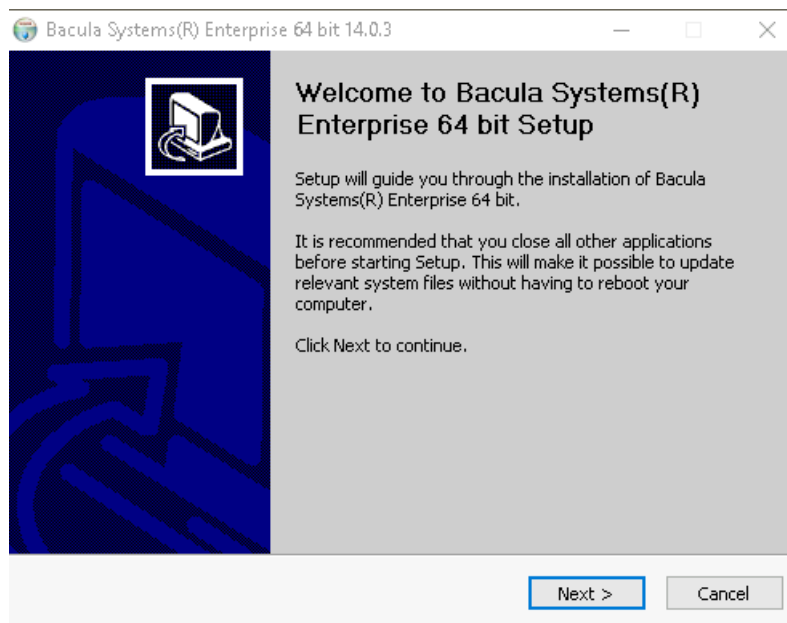 Bacula Systems(R) Enterprise 64 bit 14.0.3
Welcome to Bacula Systems(R)
Enterprise 64 bit Setup
Setup will guide you through the installation of Bacula
Systems(R) Enterprise 64 bit.
It is recommended that you close all other applications
before starting Setup. This will make it possible to update
relevant system files without having to reboot your
computer.
Click Next to continue.
Next >
Cancel